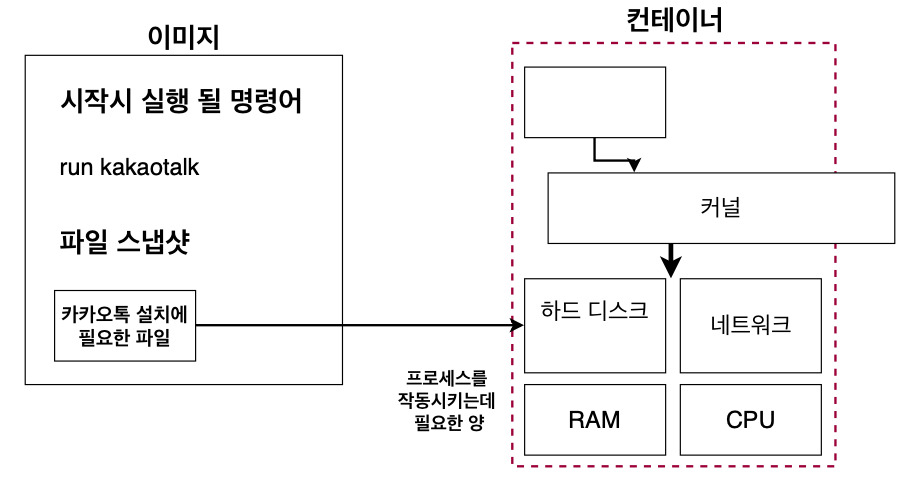 이미지
시작시 실행 될 명령어
run kakaotalk
파일 스냅샷
카카오톡 설치에
필요한 파일
프로세스를
작동시키는데
필요한 양
컨테이너
커널
하드 디스크
네트워크
RAM
CPU